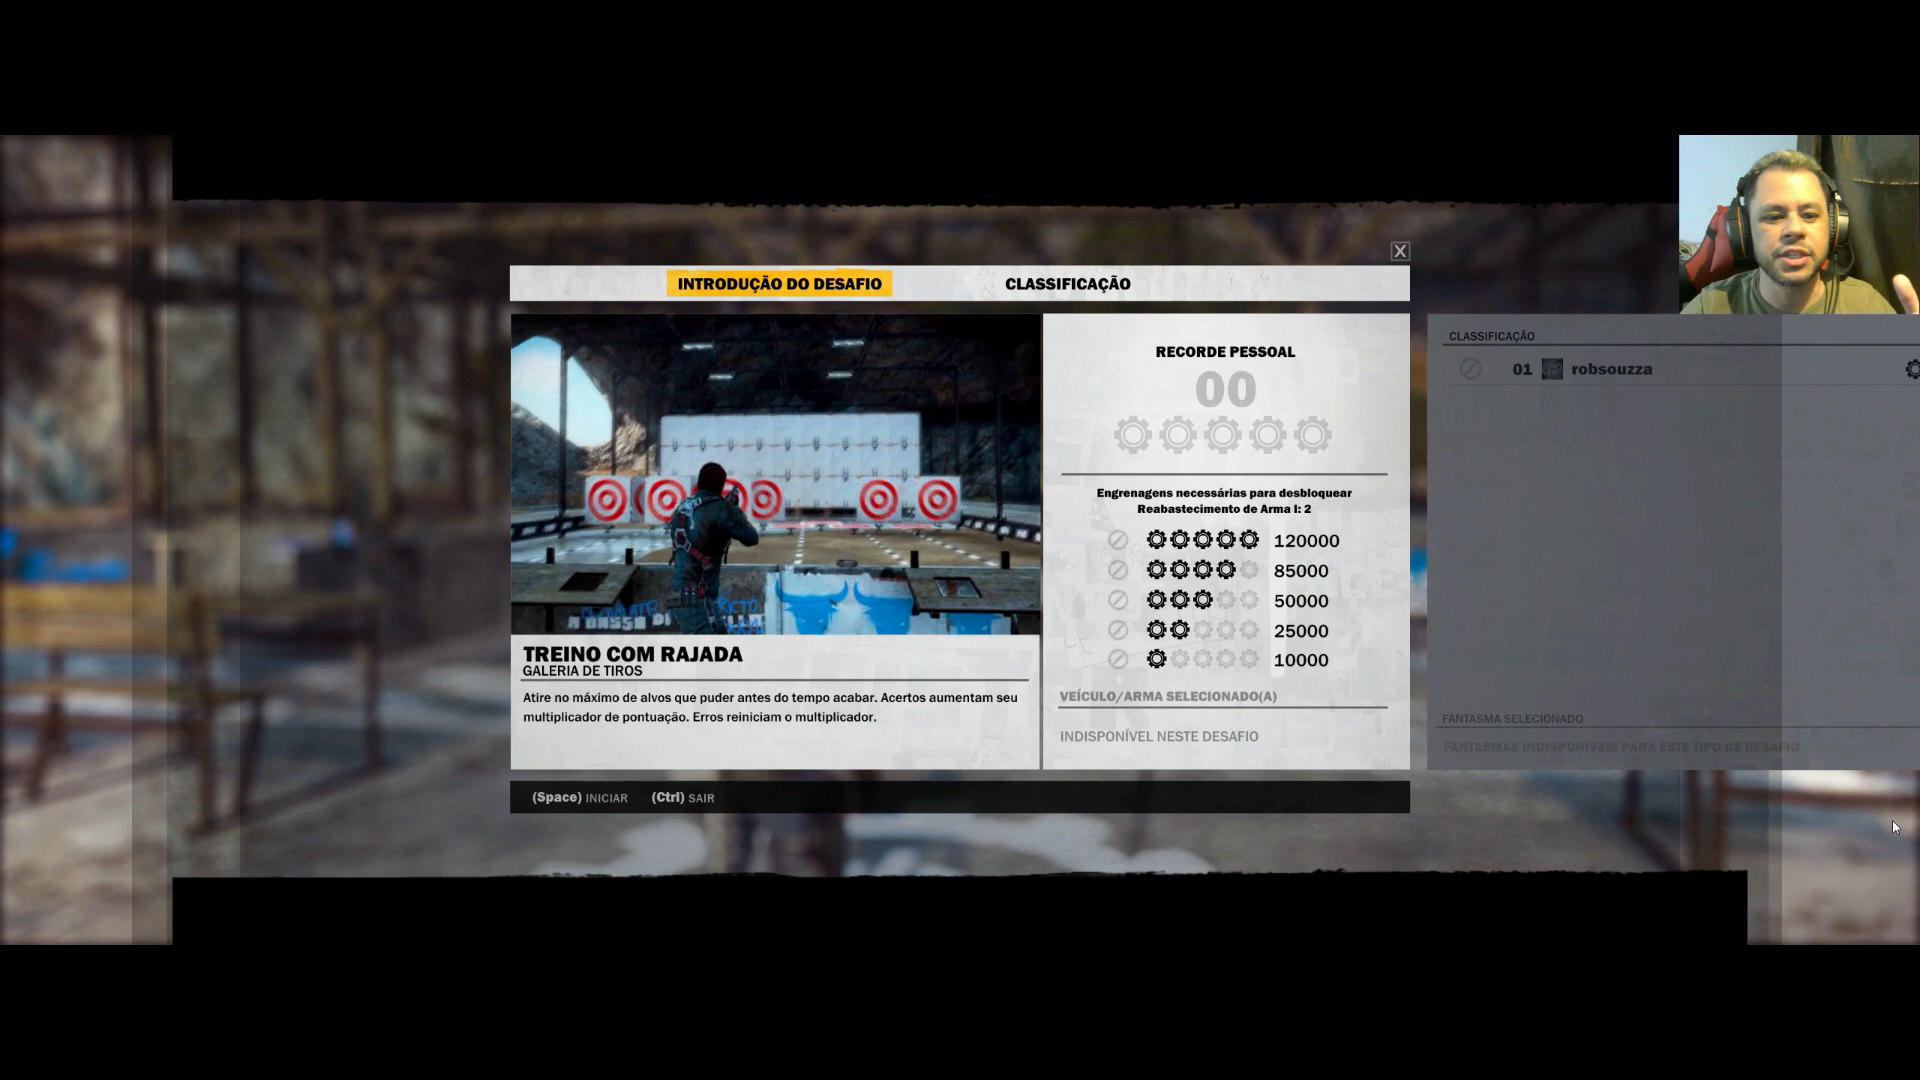 X
INTRODUÇÃO DO DESAFIO
CLASSIFICAÇÃO
RECORDE PESSOAL
00
Engrenagens necessárias para desbloquear
Reabastecimento de Arma I: 2
120000
85000
50000
25000
10000
VEÍCULO/ARMA SELECIONADO(A)
INDISPONÍVEL NESTE DESAFIO
TREINO COM RAJADA
GALERIA DE TIROS
Atire no máximo de alvos que puder antes do tempo acabar. Acertos aumentam seu
multiplicador de pontuação. Erros reiniciam o multiplicador.
(Space) INICIAR (Ctrl) SAIR
CLASSIFICAÇÃO
01 robsouzza
FANTASMA SELECIONADO
FANTASMAS INDISPONÍVEIS PARA ESTE TIPO DE DESAFIO